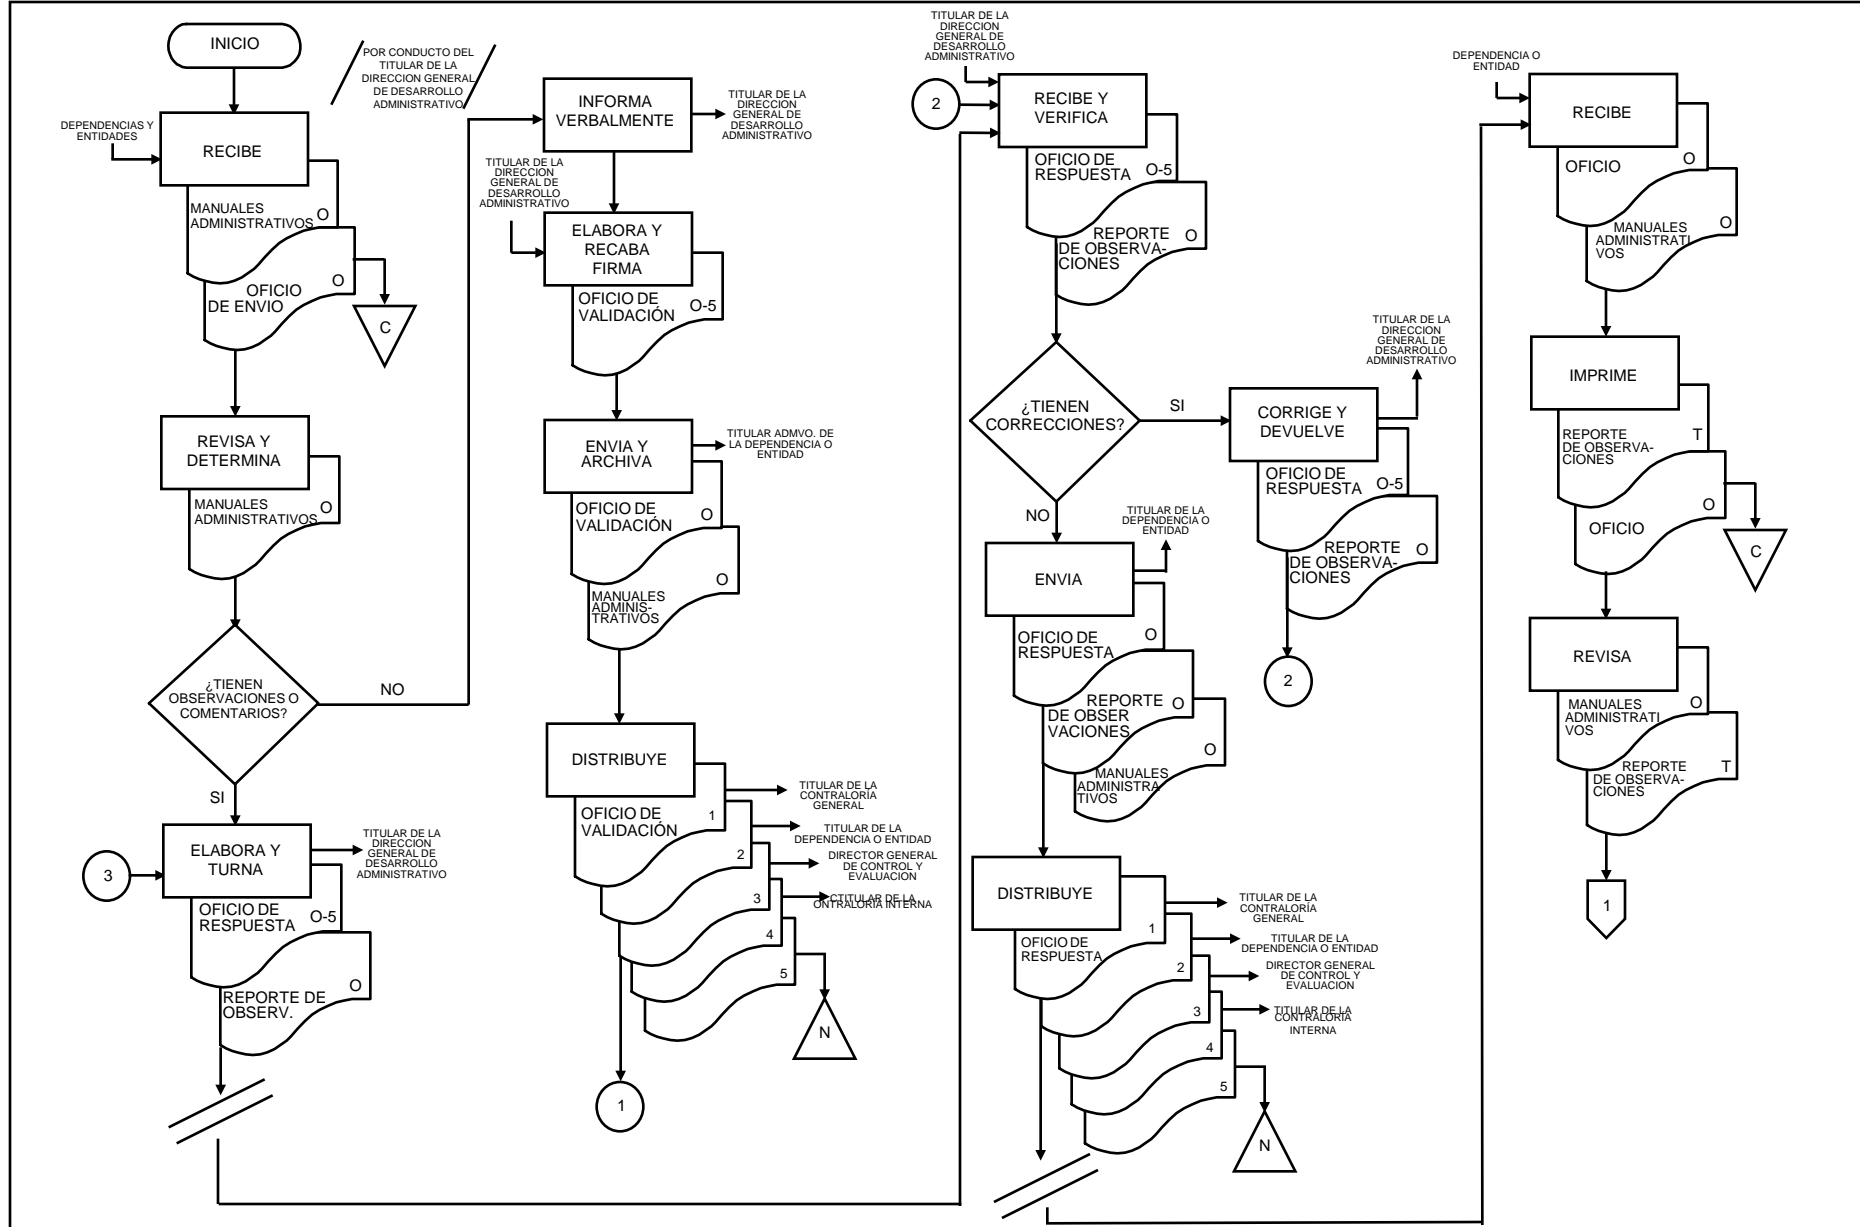 INICIO
POR CONDUCTO DEL
TITULAR DE LA
DIRECCION GENERAL
DE DESARROLLO
ADMINISTRATIVO
DEPENDENCIAS Y
ENTIDADES
RECIBE
MANUALES
ADMINISTRATIVOS
O
OFICIO
DE ENVIO
O
C
REVISA Y
DETERMINA
MANUALES
ADMINISTRATIVOS
O
¿TIENEN
OBSERVACIONES O
COMENTARIOS?
NO
SI
3
ELABORA Y
TURNA
TITULAR DE LA
DIRECCION
GENERAL DE
DESARROLLO
ADMINISTRATIVO
OFICIO DE
RESPUESTA
O-5
REPORTE DE
OBSERV.
O
INFORMA
VERBALMENTE
TITULAR DE LA
DIRECCION
GENERAL DE
DESARROLLO
ADMINISTRATIVO
TITULAR DE LA
DIRECCION
GENERAL DE
DESARROLLO
ADMINISTRATIVO
ELABORA Y
RECABA
FIRMA
OFICIO DE
VALIDACIÓN
O-5
ENVIA Y
ARCHIVA
TITULAR ADMVO. DE
LA DEPENDENCIA O
ENTIDAD
OFICIO DE
VALIDACIÓN
O
MANUALES
ADMINIS-
TRATIVOS
O
DISTRIBUYE
OFICIO DE
VALIDACIÓN
1
TITULAR DE LA
CONTRALORÍA
GENERAL
2
TITULAR DE LA
DEPENDENCIA O ENTIDAD
3
DIRECTOR GENERAL
DE CONTROL Y
EVALUACION
4
CTITULAR DE LA
ONTRALORÍA INTERNA
5
N
1
TITULAR DE LA
DIRECCION
GENERAL DE
DESARROLLO
ADMINISTRATIVO
2
RECIBE Y
VERIFICA
OFICIO DE
RESPUESTA
O-5
REPORTE
DE OBSERVA-
CIONES
O
¿TIENEN
CORRECCIONES?
SI
NO
CORRIGE Y
DEVUELVE
TITULAR DE LA
DIRECCION
GENERAL DE
DESARROLLO
ADMINISTRATIVO
OFICIO DE
RESPUESTA
O-5
REPORTE
DE OBSERVA-
CIONES
O
2
ENVIA
TITULAR DE LA
DEPENDENCIA O
ENTIDAD
OFICIO DE
RESPUESTA
O
REPORTE
DE OBSER
VACIONES
O
MANUALES
ADMINISTRA
TIVOS
O
DISTRIBUYE
OFICIO DE
RESPUESTA
1
TITULAR DE LA
CONTRALORÍA
GENERAL
2
TITULAR DE LA
DEPENDENCIA O ENTIDAD
3
DIRECTOR GENERAL
DE CONTROL Y
EVALUACION
4
TITULAR DE LA
CONTRALORÍA
INTERNA
5
N
DEPENDENCIA O
ENTIDAD
RECIBE
OFICIO
O
MANUALES
ADMINISTRATI
VOS
O
IMPRIME
REPORTE
DE OBSERVA-
CIONES
T
OFICIO
O
C
REVISA
MANUALES
ADMINISTRATI
VOS
O
REPORTE
DE OBSERVA-
CIONES
T
1